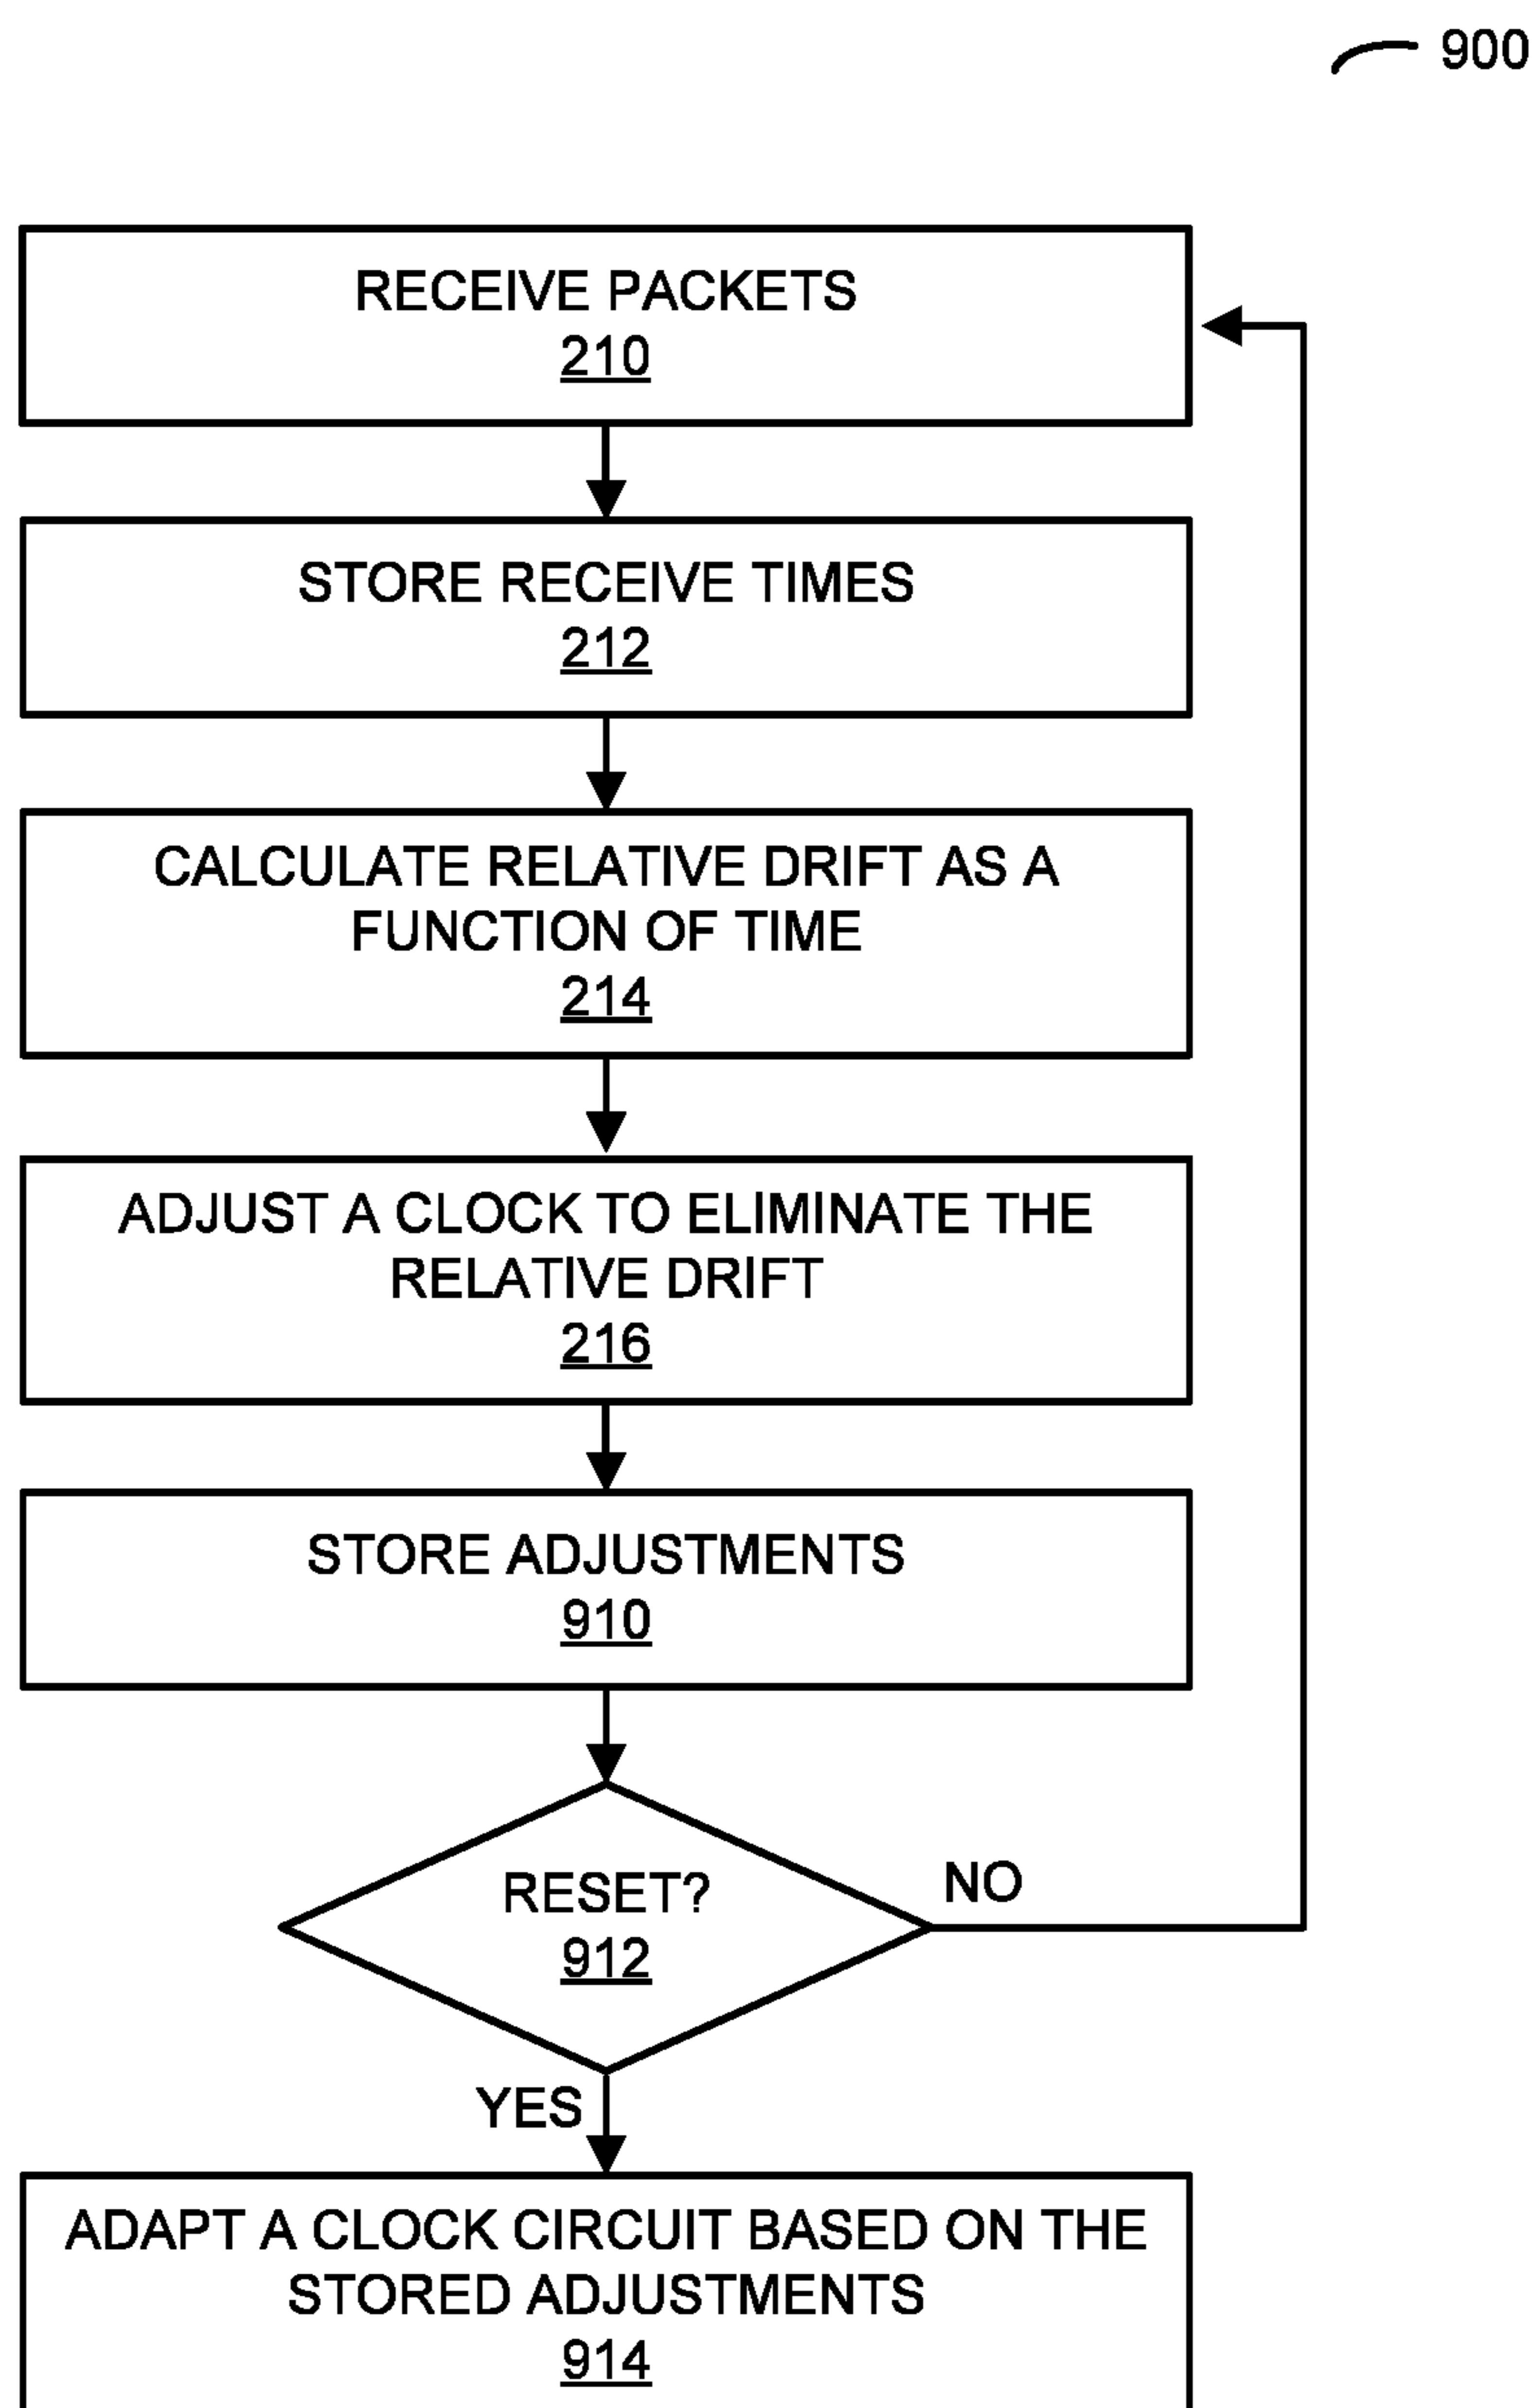 900
RECEIVE PACKETS
210
STORE RECEIVE TIMES
212
CALCULATE RELATIVE DRIFT AS A
FUNCTION OF TIME
214
ADJUST A CLOCK TO ELIMINATE THE
RELATIVE DRIFT
216
STORE ADJUSTMENTS
910
RESET?
912
NO
YES
ADAPT A CLOCK CIRCUIT BASED ON THE
STORED ADJUSTMENTS
914